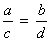 a/c = b/d